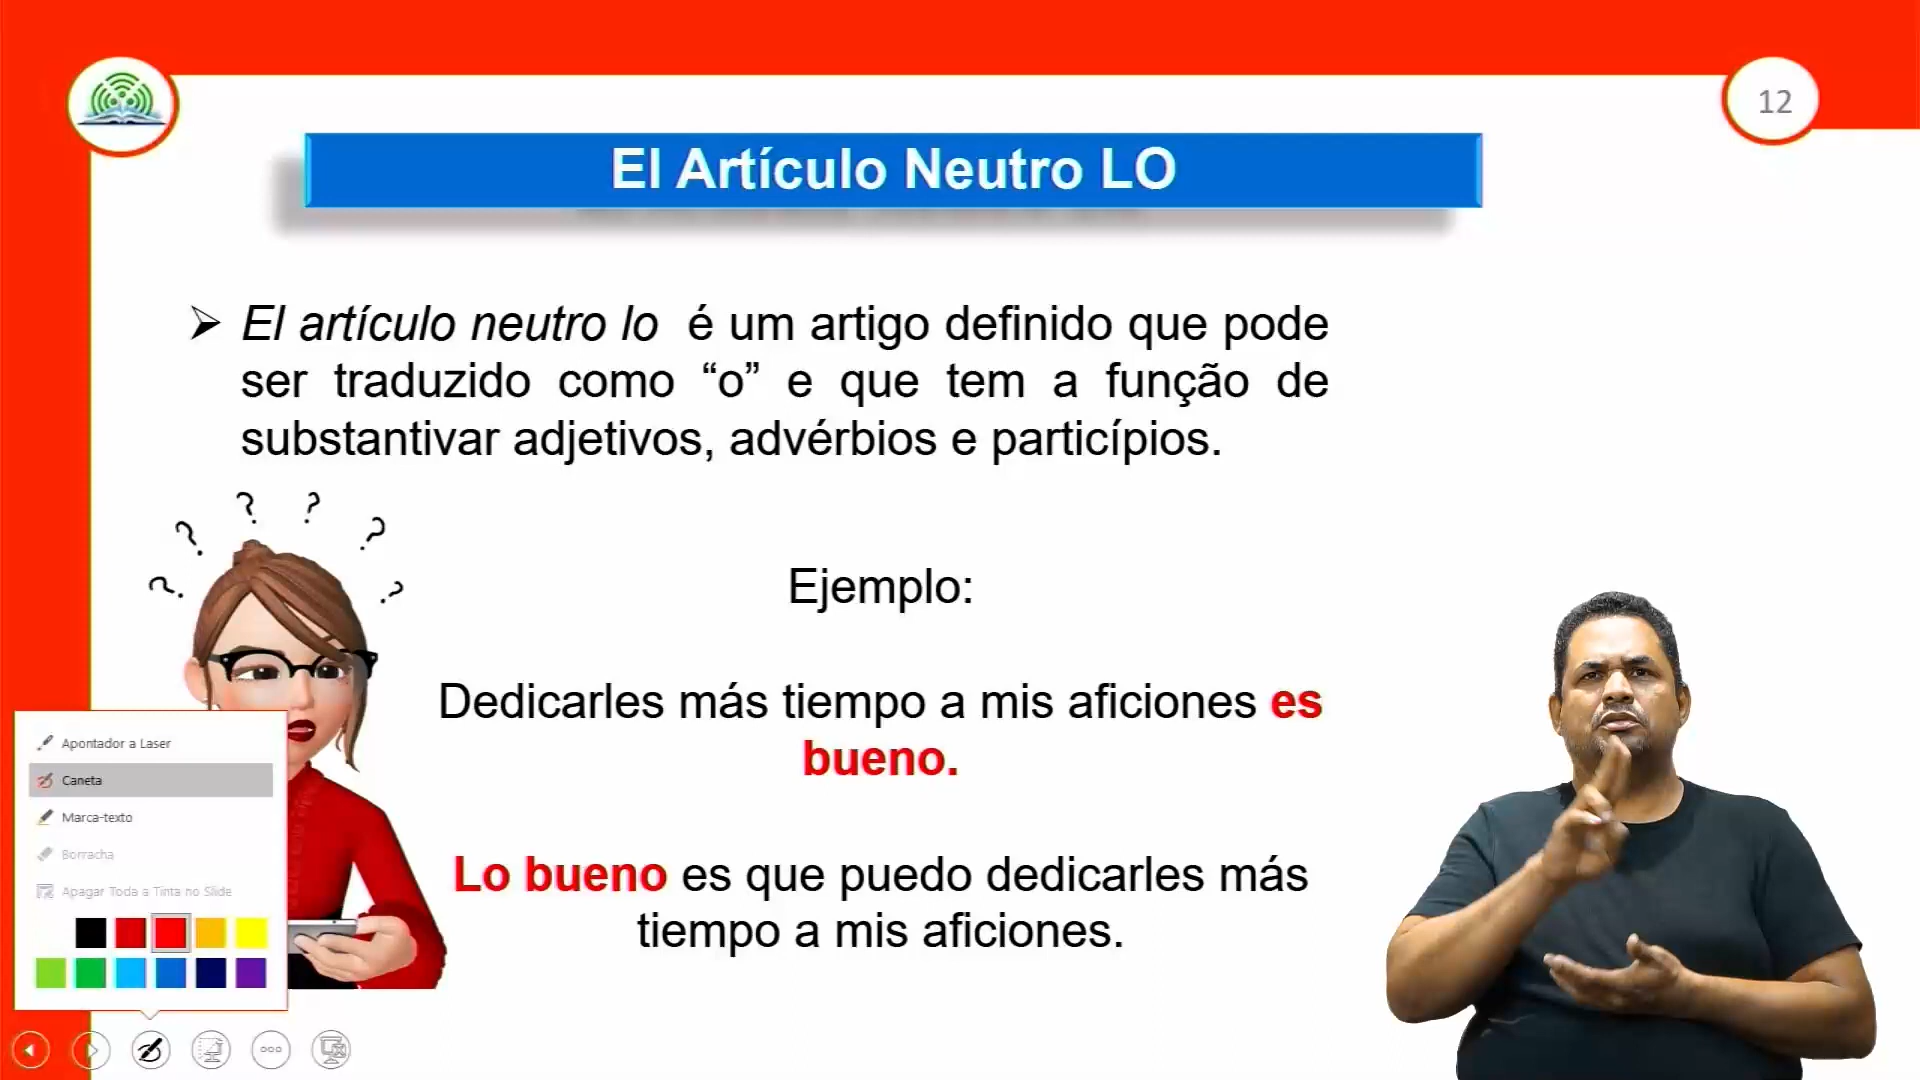 12
El Artículo Neutro LO
El artículo neutro lo é um artigo definido que pode
ser traduzido como “o” e que tem a função de
substantivar adjetivos, advérbios e particípios.
Ejemplo:
Dedicarles más tiempo a mis aficiones es
bueno.
Lo bueno es que puedo dedicarles más
tiempo a mis aficiones.
Apontador a Laser
Caneta
Marca-texto
Borracha
Apagar Toda a Tinta no Slide